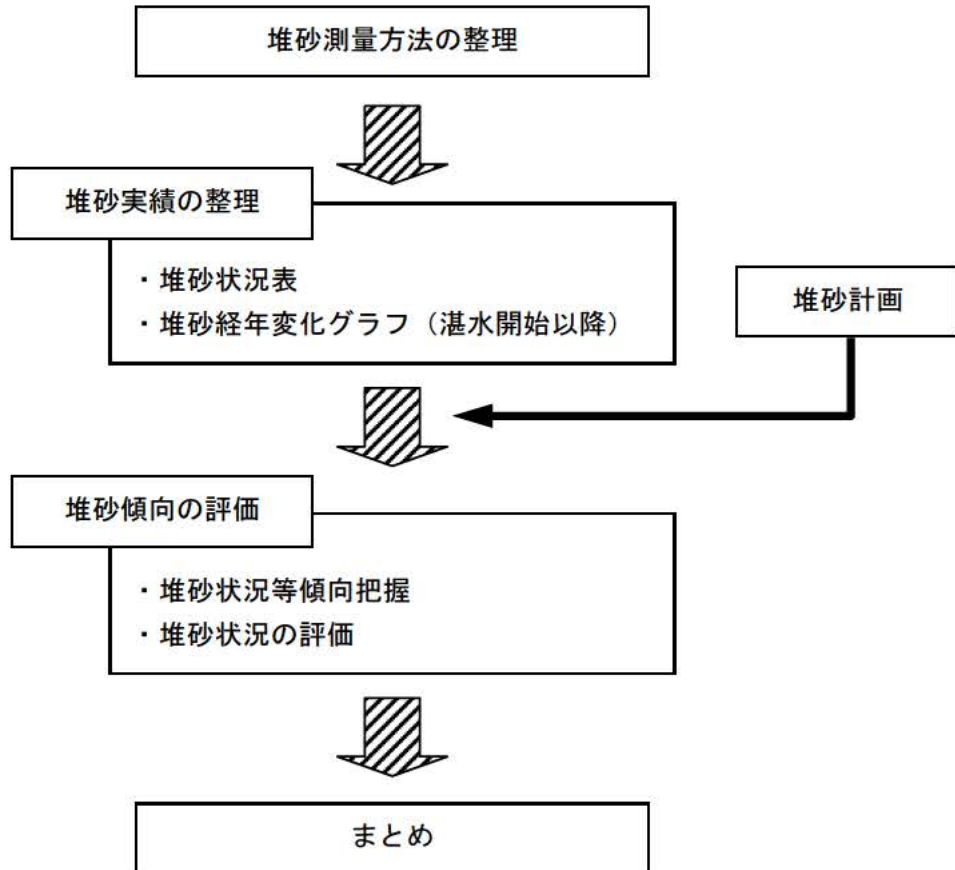 堆砂測量方法の整理
堆砂実績の整理
・堆砂状況表
・堆砂経年変化グラフ（湛水開始以降）
堆砂計画
堆砂傾向の評価
・堆砂状況等傾向把握
・堆砂状況の評価
まとめ